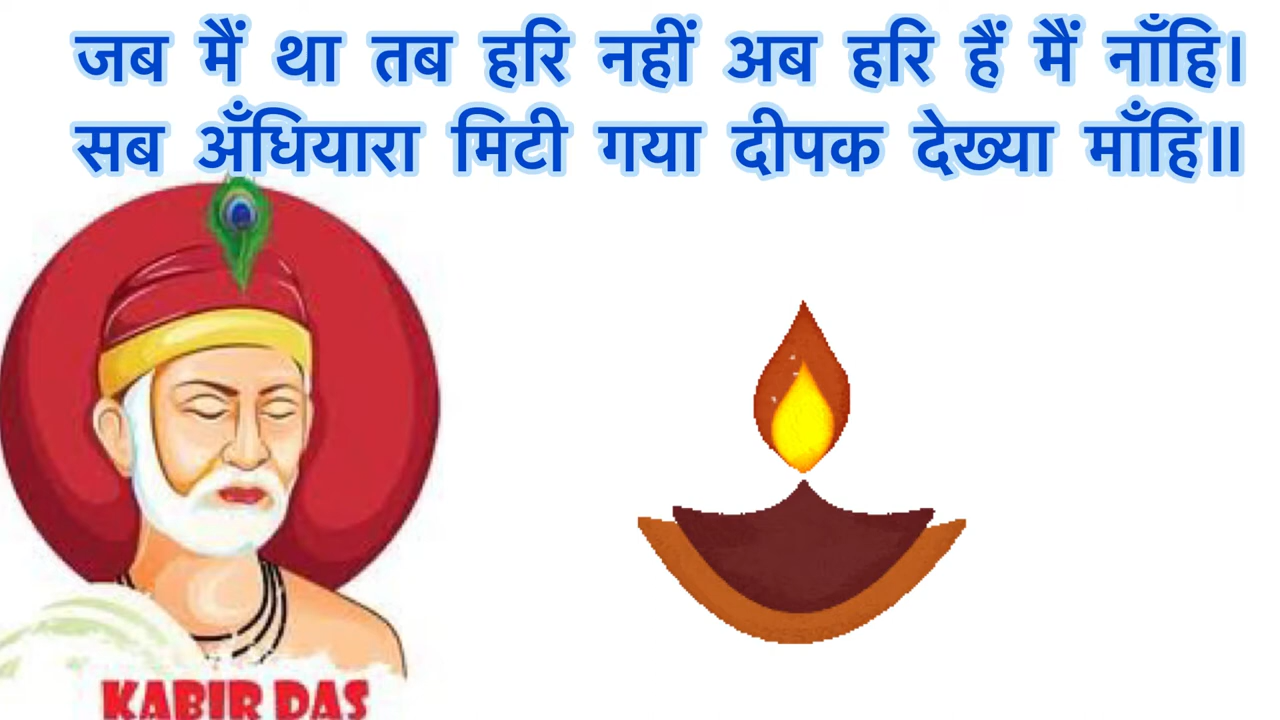 जब मैं था तब हरि नहीं अब हरि हैं मैं नाँहि।
सब अँधियारा मिटी गया दीपक देख्या माँहि॥
KABIR DAS